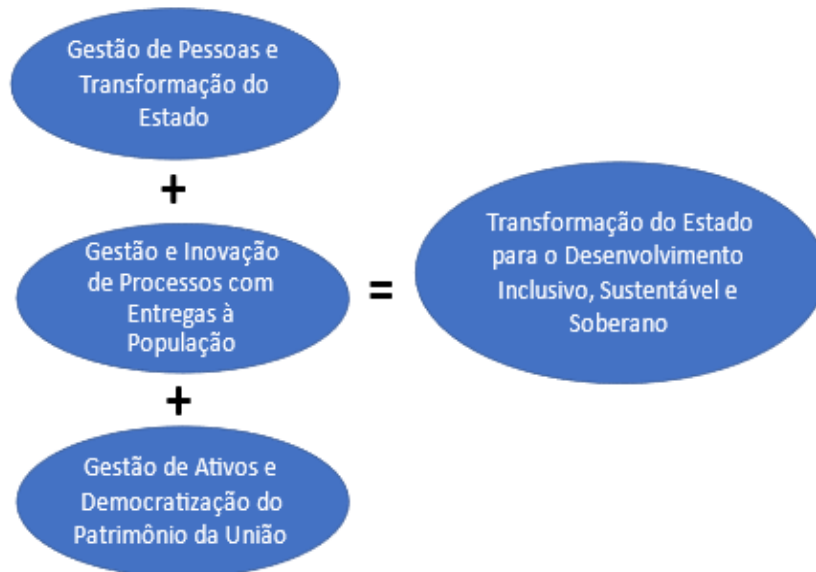 Gestão de Pessoas e
Transformação do
Estado
+
Gestão e Inovação
de Processos com
Entregas à
População
+
Gestão de Ativos e
Democratização do
Patrimônio da União
=
Transformação do Estado
para o Desenvolvimento
Inclusivo, Sustentável e
Soberano